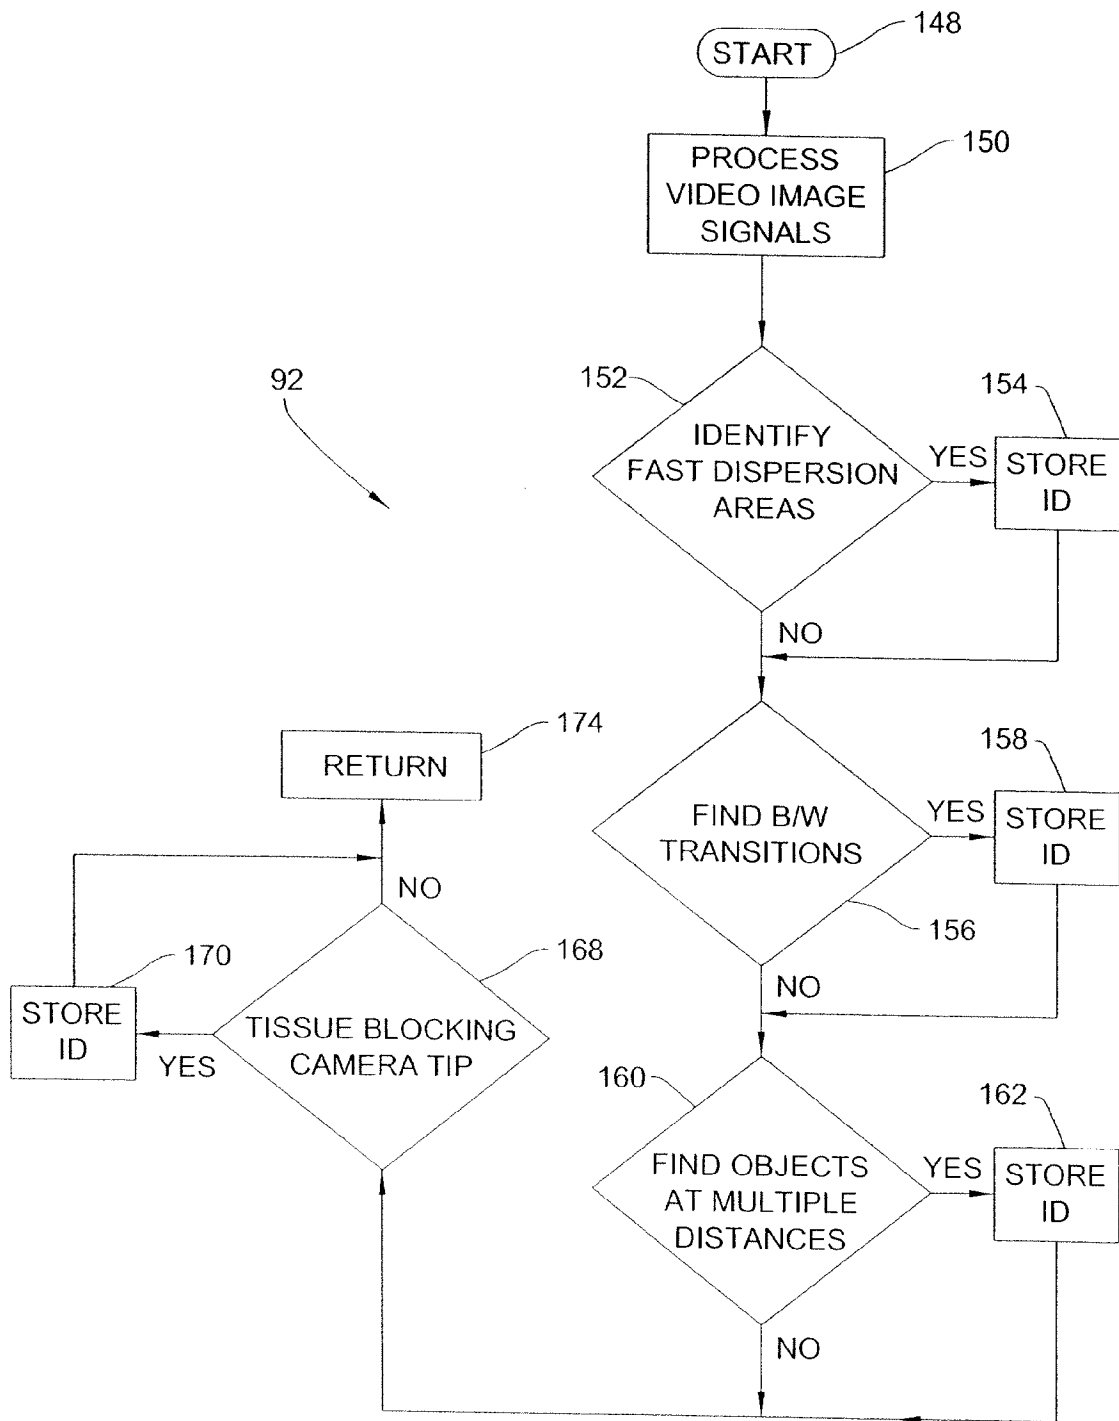 START
148
PROCESS
VIDEO IMAGE
SIGNALS
150
92
152
IDENTIFY
FAST DISPERSION
AREAS
YES
154
STORE
ID
NO
FIND B/W
TRANSITIONS
156
YES
158
STORE
ID
NO
160
FIND OBJECTS
AT MULTIPLE
DISTANCES
YES
162
STORE
ID
NO
168
TISSUE BLOCKING
CAMERA TIP
YES
170
STORE
ID
NO
174
RETURN